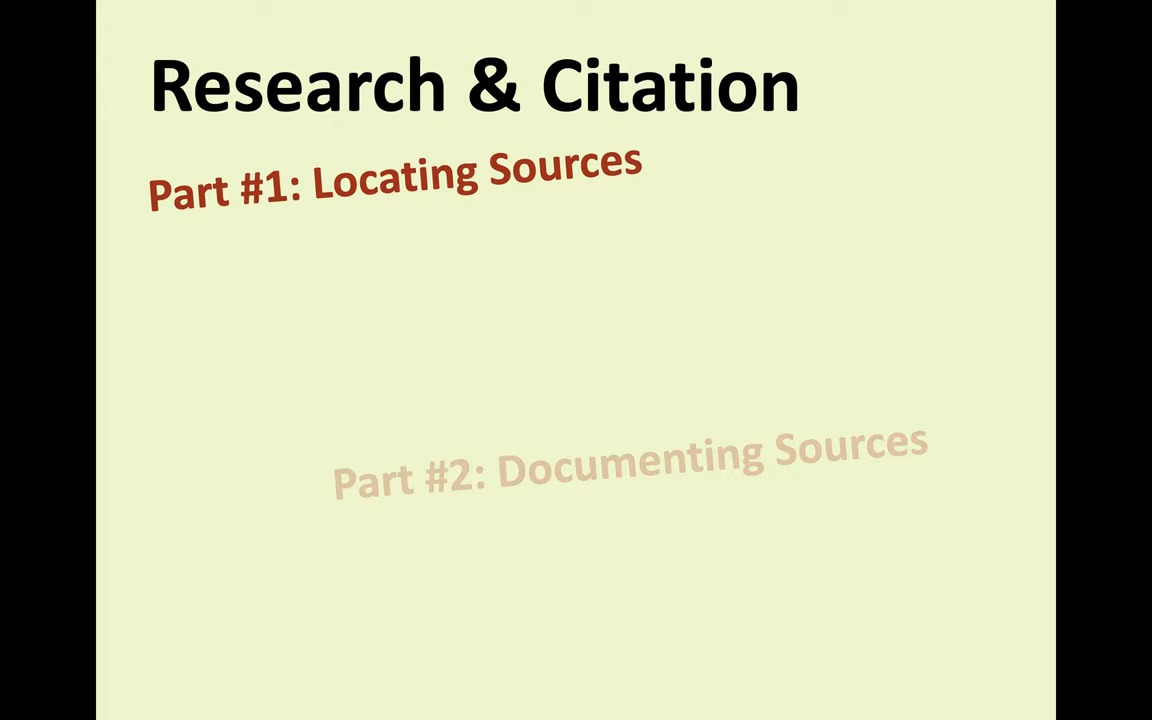 Research & Citation
Part #1: Locating Sources
Part #2: Documenting Sources